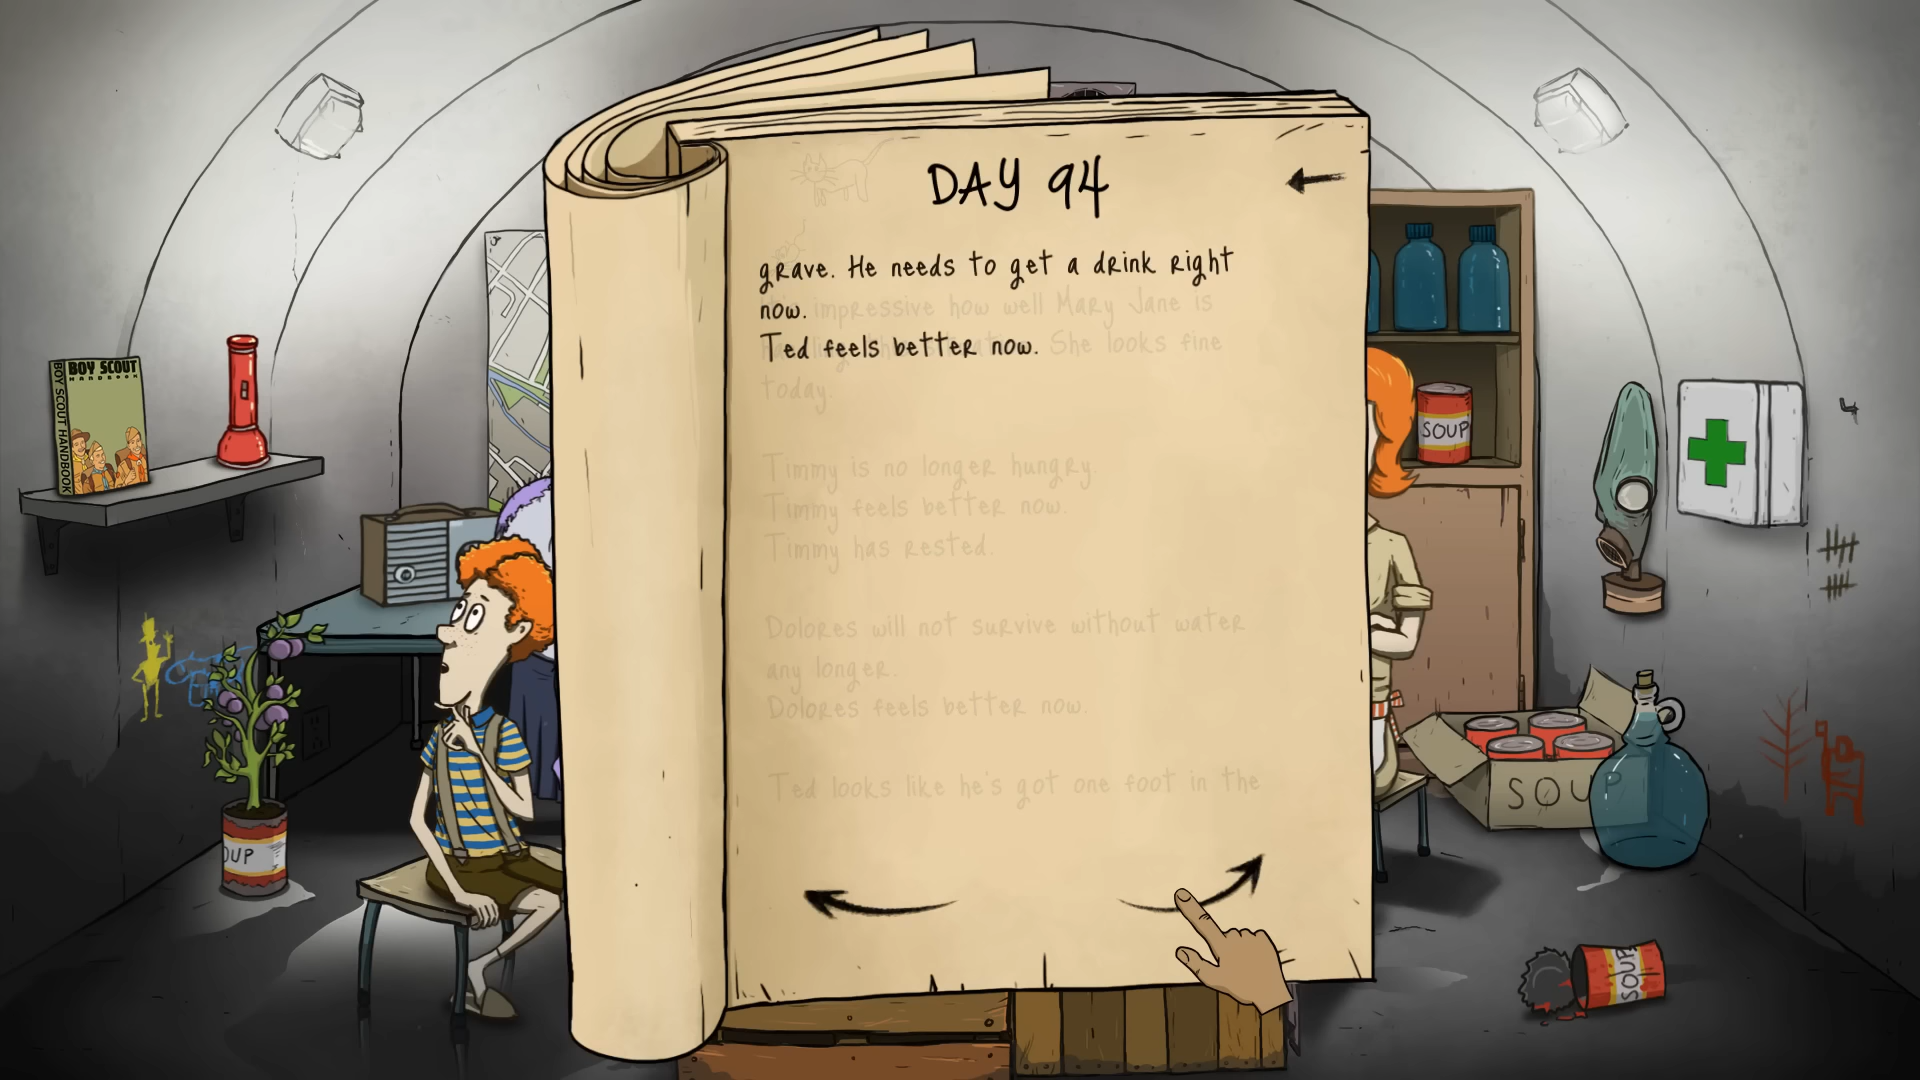 DAY 94
grave. He needs to get a drink right
now.
Ted feels better now.
impressive how well Mary Jane is
She looks fine
today.
Timmy is no longer hungry.
Timmy feels better now.
Timmy has rested.
Dolores will not survive without water
any longer.
Dolores feels better now.
Ted looks like he's got one foot in the
BOY SCOUT
HANDBOOK
BOY SCOUT HANDBOOK
SOUP
OUP
SOUP
SOUP